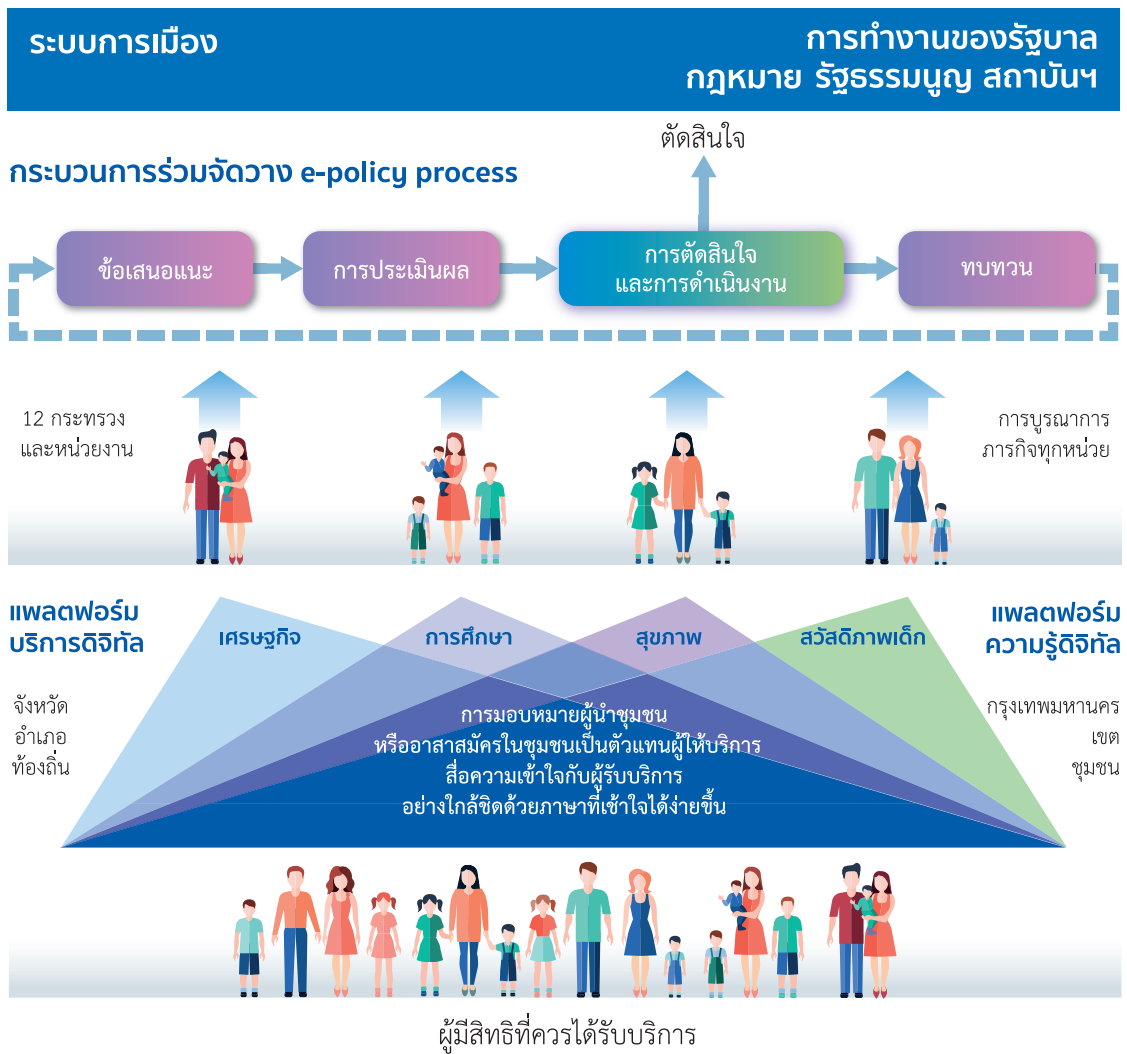 ระบบการเมือง
การทำงานของรัฐบาล
กฎหมาย รัฐธรรมนูญ สถาบันฯ
ตัดสินใจ
กระบวนการร่วมจัดวาง e-policy process
ข้อเสนอแนะ
การประเมินผล
การตัดสินใจ
และการดำเนินงาน
ทบทวน
12 กระทรวง
และหน่วยงาน
การบูรณาการ
ภารกิจทุกหน่วย
แพลตฟอร์ม
บริการดิจิทัล
เศรษฐกิจ
การศึกษา
สุขภาพ
สวัสดิภาพเด็ก
แพลตฟอร์ม
ความรู้ดิจิทัล
จังหวัด
อำเภอ
ท้องถิ่น
การมอบหมายผู้นำชุมชน
หรืออาสาสมัครในชุมชนเป็นตัวแทนผู้ให้บริการ
สื่อความเข้าใจกับผู้รับบริการ
อย่างใกล้ชิดด้วยภาษาที่เช้าใจได้ง่ายขึ้น
กรุงเทพมหานคร
เขต
ชุมชน
ผู้มีสิทธิที่ควรได้รับบริการ